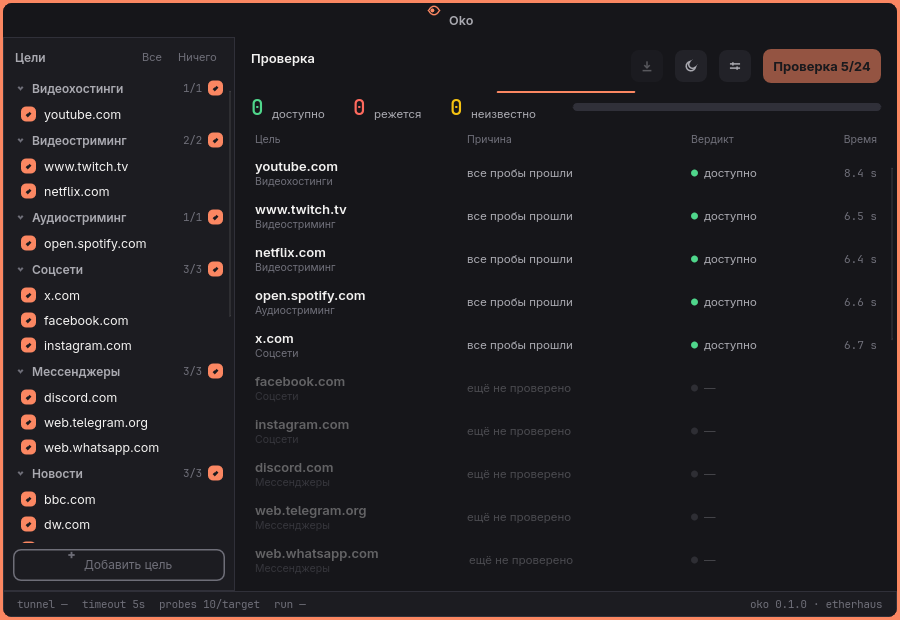 Oko
Цели Все Ничего
Видеохостинги 1/1
youtube.com
Видеостриминг 2/2
www.twitch.tv
netflix.com
Аудиостриминг 1/1
open.spotify.com
Соцсети 3/3
x.com
facebook.com
instagram.com
Мессенджеры 3/3
discord.com
web.telegram.org
web.whatsapp.com
Новости 3/3
bbc.com
dw.com
+ Добавить цель
Проверка
Проверка 5/24
0 доступно 0 режется 0 неизвестно
Цель Причина Вердикт Время
youtube.com
Видеохостинги
все пробы прошли доступно 8.4 s
www.twitch.tv
Видеостриминг
все пробы прошли доступно 6.5 s
netflix.com
Видеостриминг
все пробы прошли доступно 6.4 s
open.spotify.com
Аудиостриминг
все пробы прошли доступно 6.6 s
x.com
Соцсети
все пробы прошли доступно 6.7 s
facebook.com
Соцсети
ещё не проверено —
instagram.com
Соцсети
ещё не проверено —
discord.com
Мессенджеры
ещё не проверено —
web.telegram.org
Мессенджеры
ещё не проверено —
web.whatsapp.com
Мессенджеры
ещё не проверено —
tunnel — timeout 5s probes 10/target run —
oko 0.1.0 · etherhaus